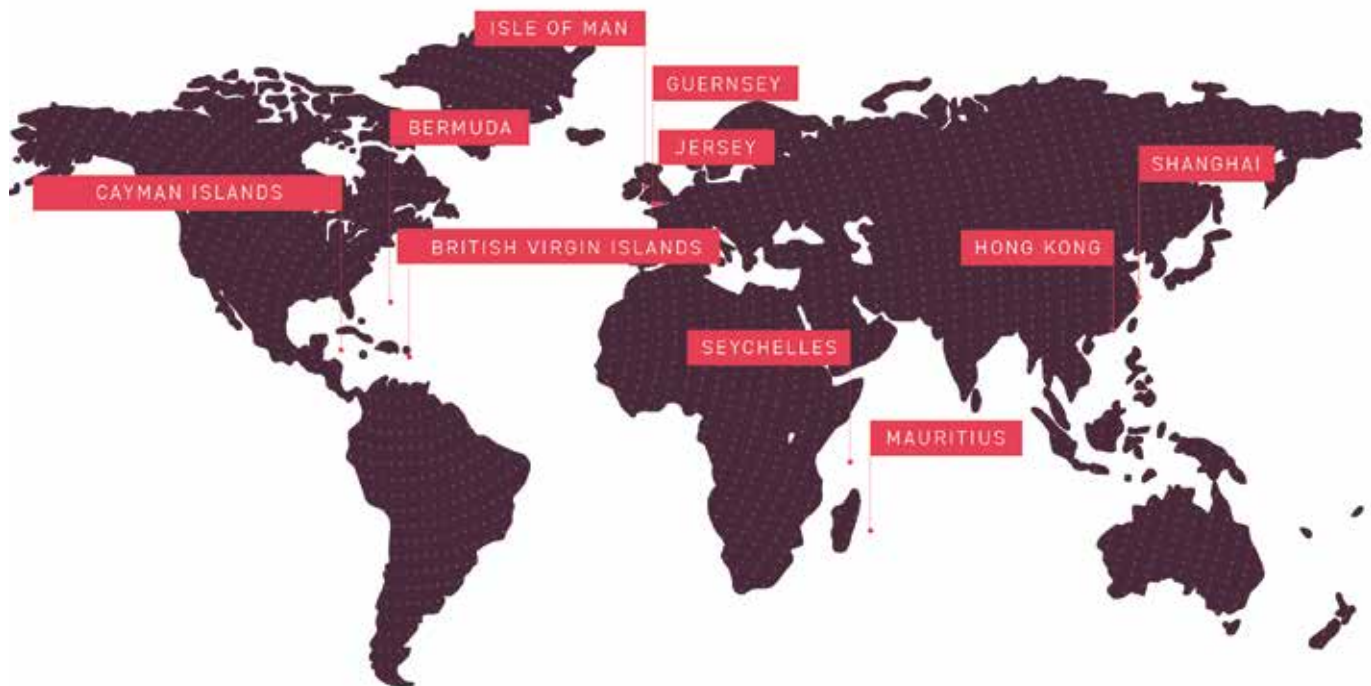 ISLE OF MAN
GUERNSEY
BERMUDA
JERSEY
SHANGHAI
CAYMAN ISLANDS
BRITISH VIRGIN ISLANDS
HONG KONG
SEYCHELLES
MAURITIUS